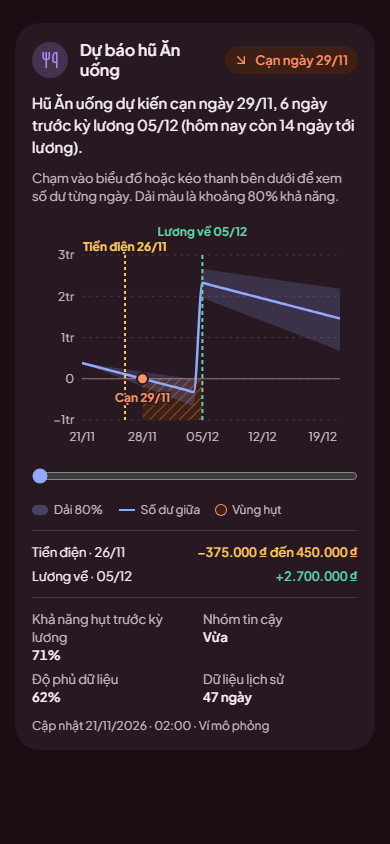 Dự báo hũ Ăn
uống
Cạn ngày 29/11
Hũ Ăn uống dự kiến cạn ngày 29/11, 6 ngày
trước kỳ lương 05/12 (hôm nay còn 14 ngày tới
lương).
Chạm vào biểu đồ hoặc kéo thanh bên dưới để xem
số dư từng ngày. Dải màu là khoảng 80% khả năng.
Lương về 05/12
Tiền điện 26/11
3tr
2tr
1tr
0
Cạn 29/11
−1tr
21/11 28/11 05/12 12/12 19/12
Dải 80% Số dư giữa Vùng hụt
Tiền điện · 26/11 −375.000 ₫ đến 450.000 ₫
Lương về · 05/12 +2.700.000 ₫
Khả năng hụt trước kỳ
lương
71%
Nhóm tin cậy
Vừa
Độ phủ dữ liệu
62%
Dữ liệu lịch sử
47 ngày
Cập nhật 21/11/2026 · 02:00 · Ví mô phỏng